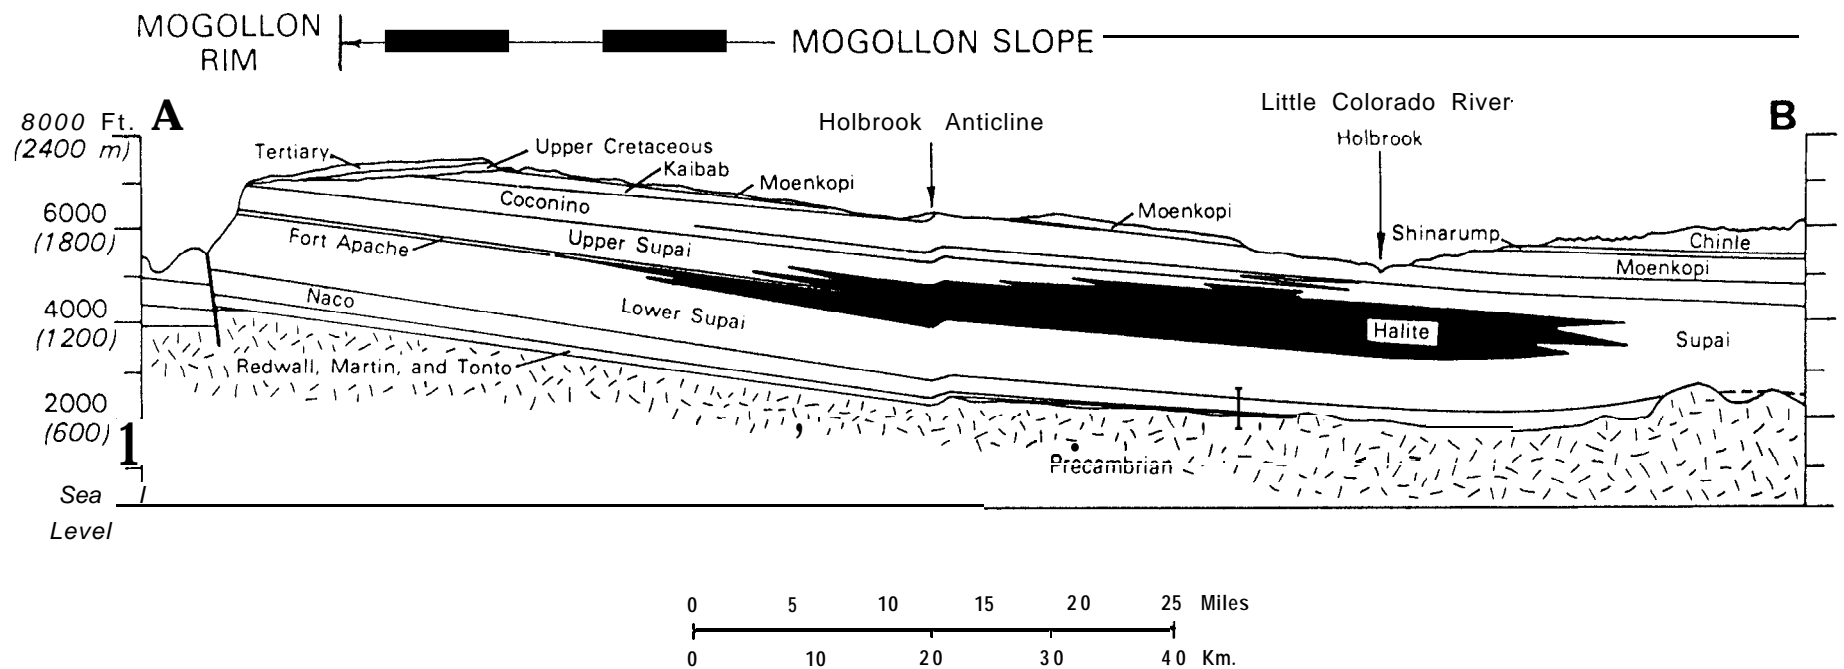 MOGOLLON
RIM
MOGOLLON SLOPE
Little Colorado River
Holbrook
Holbrook Anticline
A
B
8000 Ft.
(2400 m)
6000
(1800)
4000
(1200)
2000
(600)
1
Sea
Level
Tertiary
Upper Cretaceous
Kaibab
Moenkopi
Coconino
Moenkopi
Shinarump
Chinle
Moenkopi
Fort Apache
Upper Supai
Naco
Lower Supai
Halite
Supai
Redwall, Martin, and Tonto
Precambrian
0 5 10 15 20 25 Miles
0 10 20 30 40 Km.